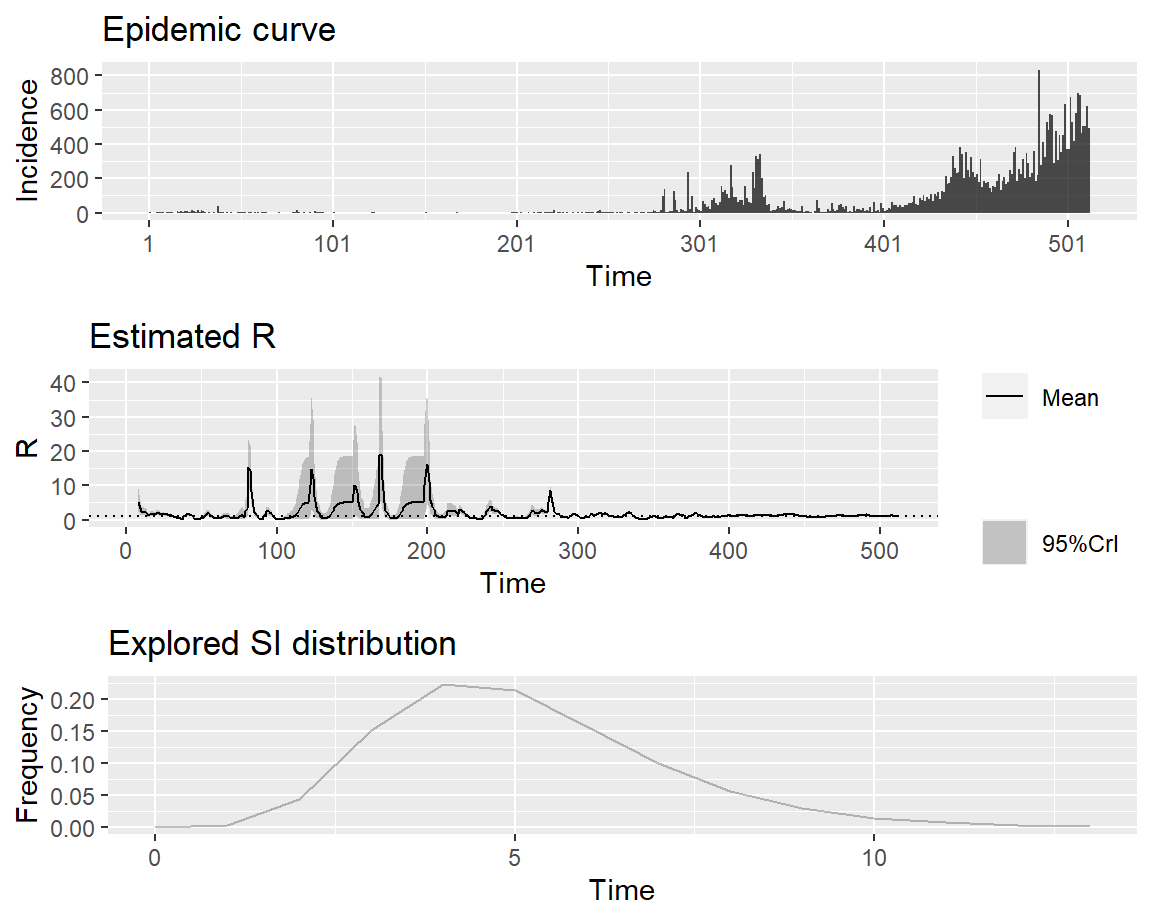 Epidemic curve
Incidence
800
600
400
200
0
1 101 201 301 401 501
Time
Estimated R
R
40
30
20
10
0
0 100 200 300 400 500
Time
Mean
95%CrI
Explored SI distribution
Frequency
0.20
0.15
0.10
0.05
0.00
0 5 10
Time